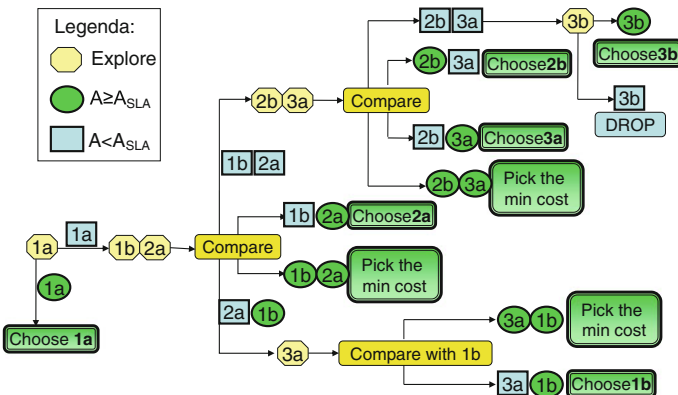 Legenda:
Explore
A≥A_SLA
A<A_SLA
1a
1a
1a
Choose 1a
1b 2a
Compare
1b 2a
2b 3a
Compare
2b 3a
3b
3b
Choose3b
3b
DROP
2b 3a Choose2b
2b 3a Choose3a
2b 3a Pick the
min cost
1b 2a Choose2a
1b 2a Pick the
min cost
2a 1b
3a
Compare with 1b
3a 1b Pick the
min cost
3a 1b Choose1b